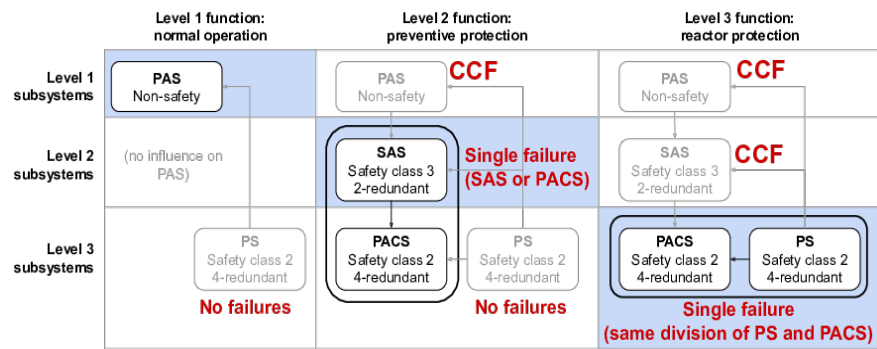 Level 1 function:
normal operation
Level 2 function:
preventive protection
Level 3 function:
reactor protection
Level 1
subsystems
PAS
Non-safety
PAS
Non-safety
CCF
PAS
Non-safety
CCF
Level 2
subsystems
(no influence on
PAS)
SAS
Safety class 3
2-redundant
Single failure
(SAS or PACS)
SAS
Safety class 3
2-redundant
CCF
Level 3
subsystems
PS
Safety class 2
4-redundant
No failures
PACS
Safety class 2
4-redundant
PS
Safety class 2
4-redundant
No failures
PACS
Safety class 2
4-redundant
PS
Safety class 2
4-redundant
Single failure
(same division of PS and PACS)